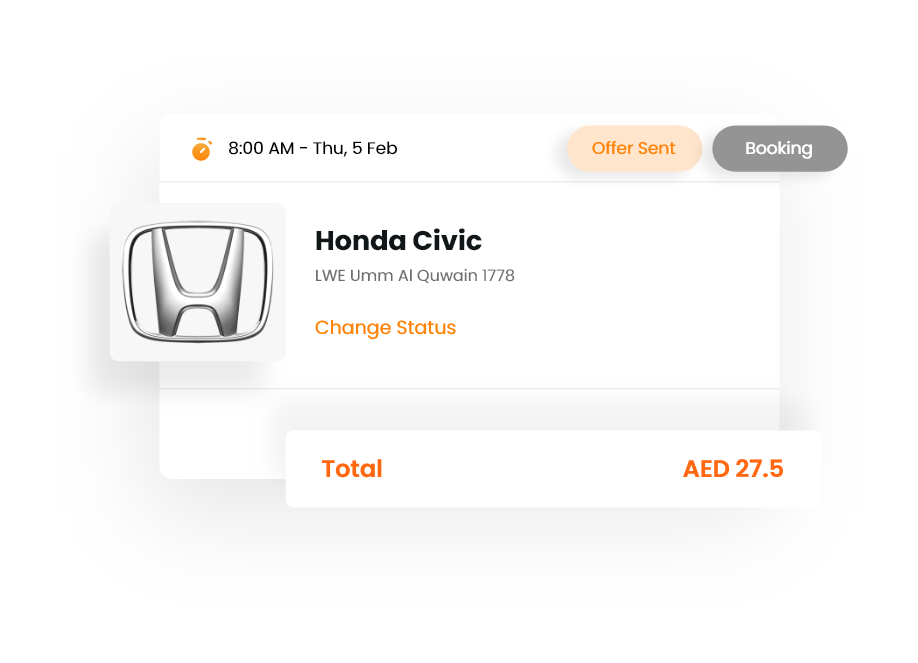 8:00 AM - Thu, 5 Feb
Offer Sent
Booking
Honda Civic
LWE Umm Al Quwain 1778
Change Status
Total
AED 27.5